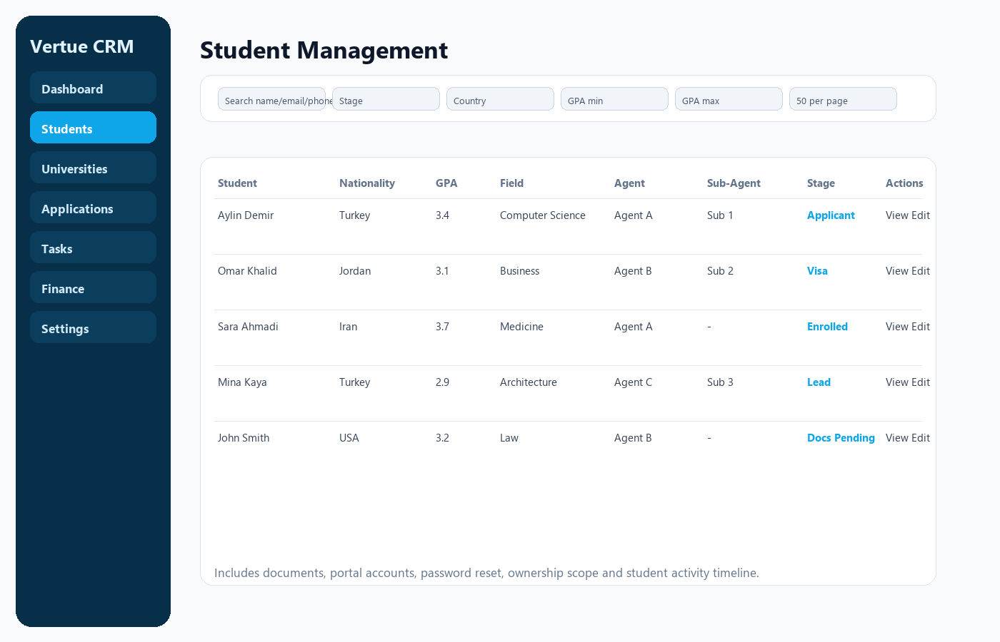 Vertue CRM
Dashboard
Students
Universities
Applications
Tasks
Finance
Settings
Student Management
Search name/email/phone Stage Country GPA min GPA max 50 per page
Student Nationality GPA Field Agent Sub-Agent Stage Actions
Aylin Demir Turkey 3.4 Computer Science Agent A Sub 1 Applicant View Edit
Omar Khalid Jordan 3.1 Business Agent B Sub 2 Visa View Edit
Sara Ahmadi Iran 3.7 Medicine Agent A - Enrolled View Edit
Mina Kaya Turkey 2.9 Architecture Agent C Sub 3 Lead View Edit
John Smith USA 3.2 Law Agent B - Docs Pending View Edit
Includes documents, portal accounts, password reset, ownership scope and student activity timeline.